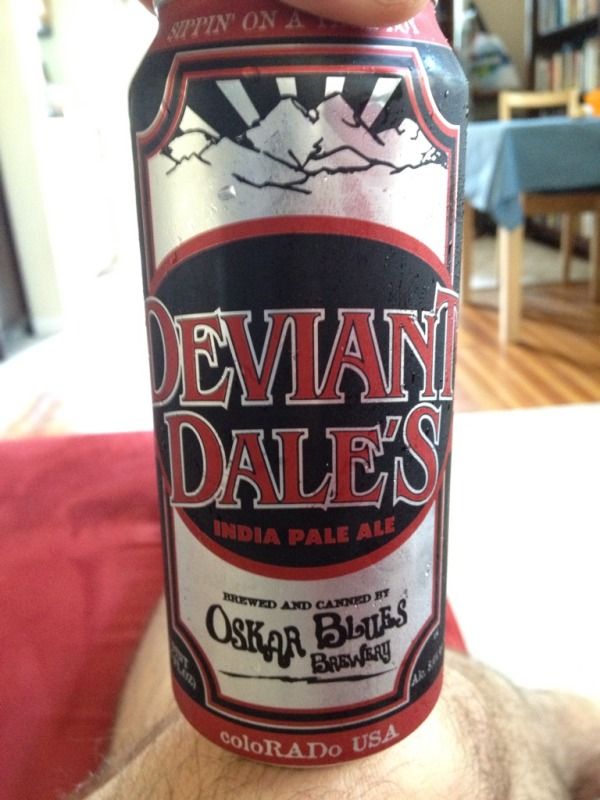 SIPPIN' ON A
DEVIANT
DALE'S
INDIA PALE ALE
BREWED AND CANNED BY
OSKAR BLUES
BREWERY
coloRADo USA